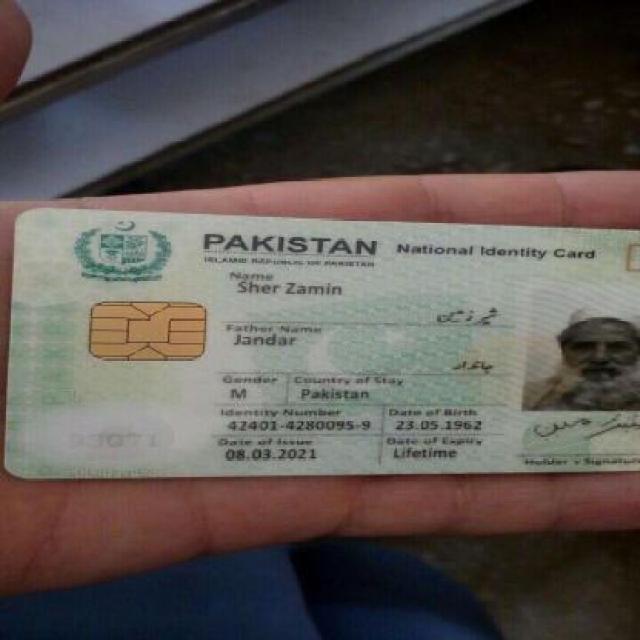 PAKISTAN National Identity Card
ISLAMIC REPUBLIC OF PAKISTAN
Name
Sher Zamin
شیر زمین
Father Name
Jandar
جاندار
Gender Country of Stay
M Pakistan
Identity Number Date of Birth
42401-4280095-9 23.05.1962
Date of Issue Date of Expiry
08.03.2021 Lifetime
Holder's Signature